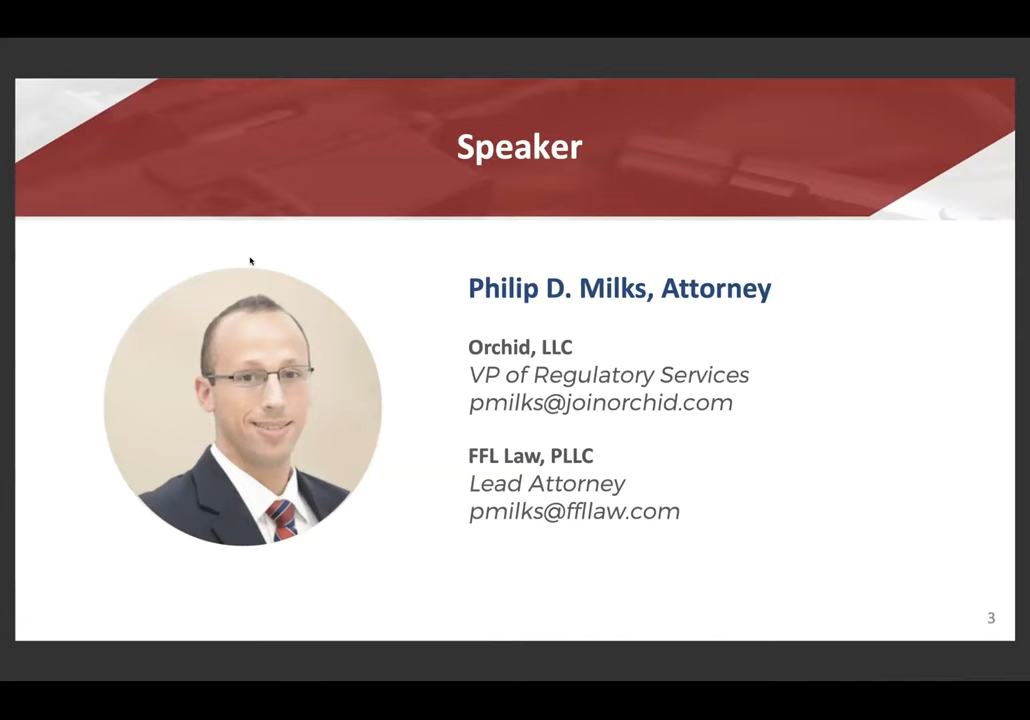 Speaker
Philip D. Milks, Attorney
Orchid, LLC
VP of Regulatory Services
pmilks@joinorchid.com
FFL Law, PLLC
Lead Attorney
pmilks@ffllaw.com
3